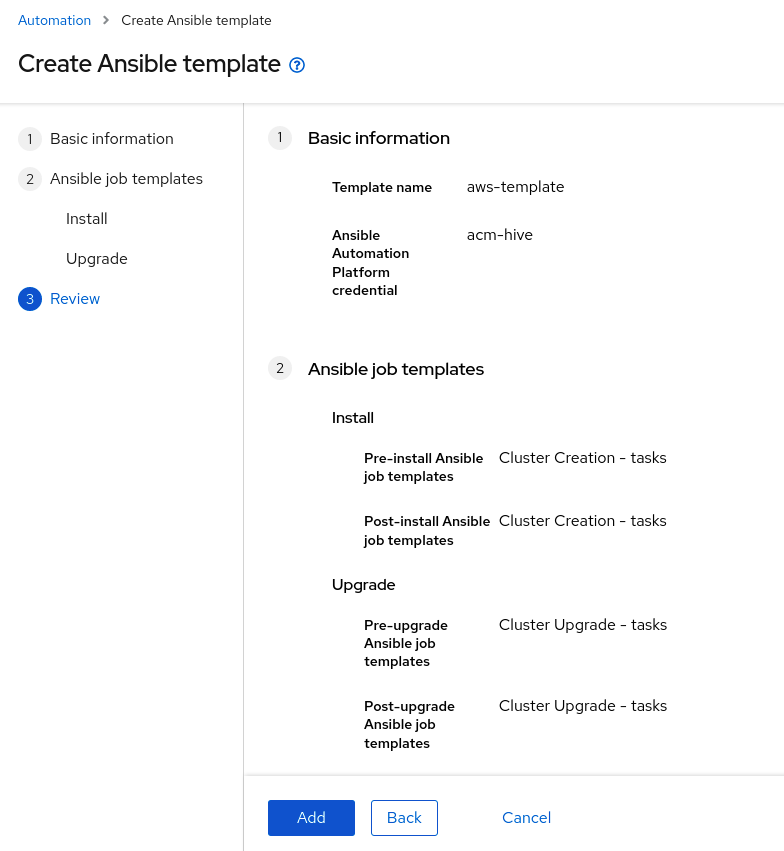 Automation > Create Ansible template
Create Ansible template
1 Basic information
2 Ansible job templates
Install
Upgrade
3 Review
1 Basic information
Template name aws-template
Ansible acm-hive
Automation
Platform
credential
2 Ansible job templates
Install
Pre-install Ansible Cluster Creation - tasks
job templates
Post-install Ansible Cluster Creation - tasks
job templates
Upgrade
Pre-upgrade Cluster Upgrade - tasks
Ansible job
templates
Post-upgrade Cluster Upgrade - tasks
Ansible job
templates
Add Back Cancel